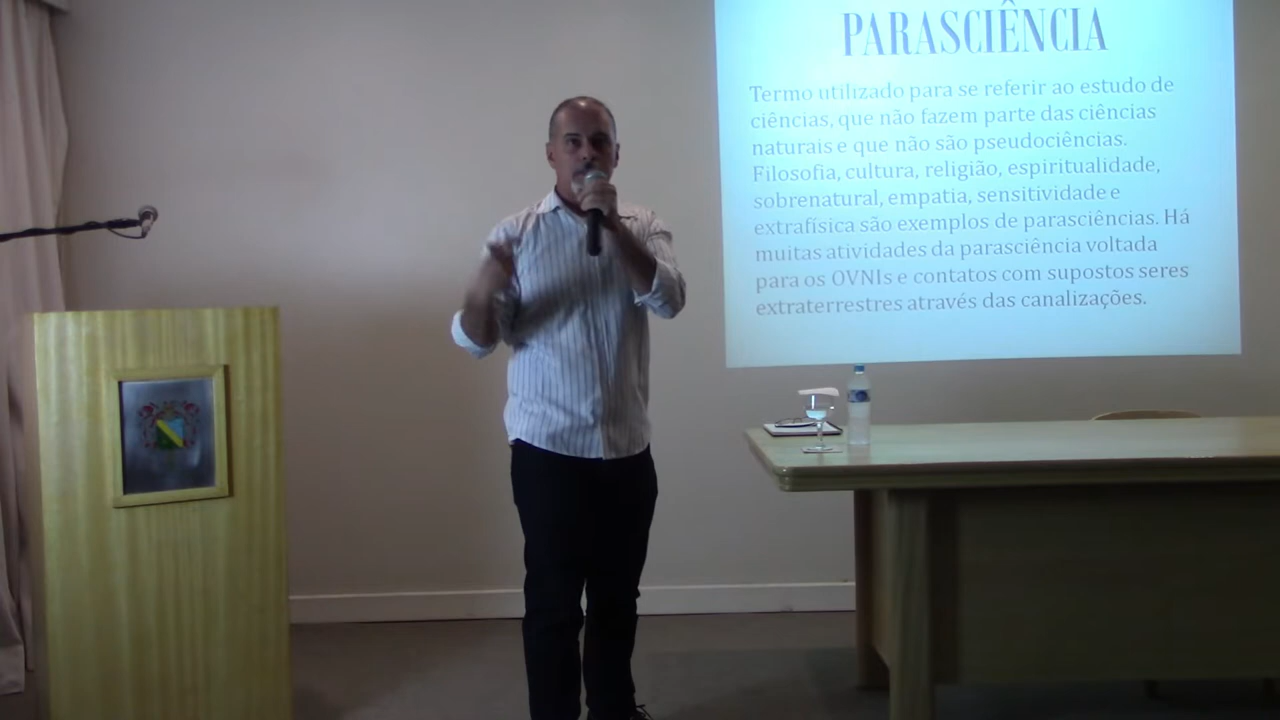 PARASCIÊNCIA
Termo utilizado para se referir ao estudo de
ciências, que não fazem parte das ciências
naturais e que não são pseudociências.
Filosofia, cultura, religião, espiritualidade,
sobrenatural, empatia, sensitividade e
extrafísica são exemplos de parasciências. Há
muitas atividades da parasciência voltada
para os OVNIs e contatos com supostos seres
extraterrestres através das canalizações.